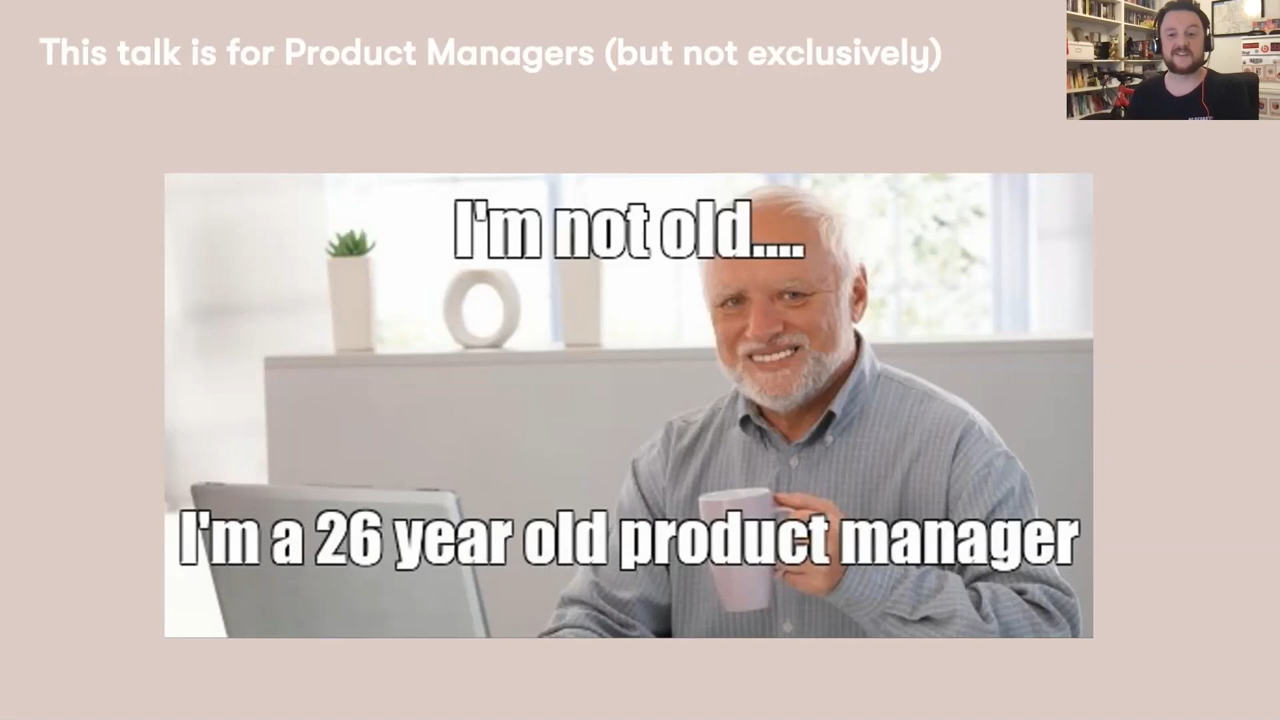 This talk is for Product Managers (but not exclusively)
I'm not old....
I'm a 26 year old product manager